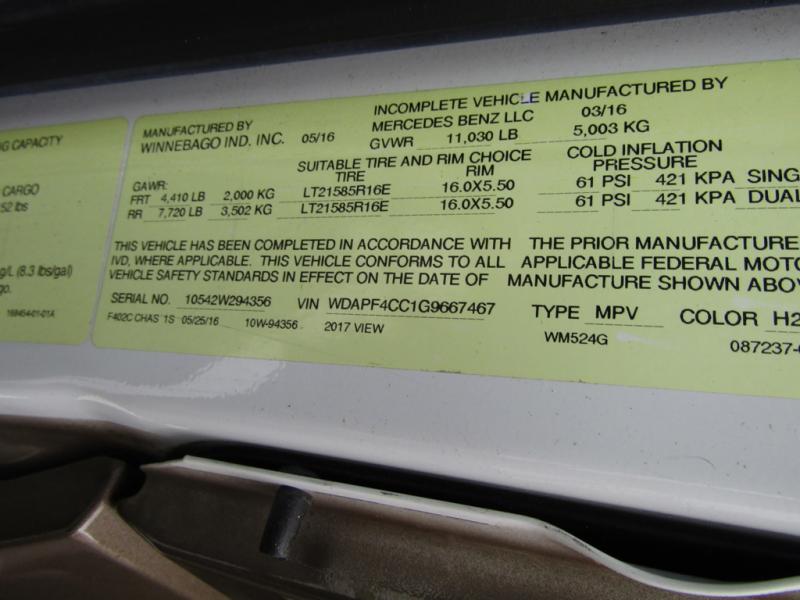 NG CAPACITY
CARGO
52 lbs
g/L (8.3 lbs/gal)
go.
169454-01-01A
MANUFACTURED BY
WINNEBAGO IND. INC. 05/16
INCOMPLETE VEHICLE MANUFACTURED BY
MERCEDES BENZ LLC 03/16
GVWR 11,030 LB 5,003 KG
SUITABLE TIRE AND RIM CHOICE
TIRE RIM
COLD INFLATION
PRESSURE
GAWR:
FRT 4,410 LB 2,000 KG LT21585R16E 16.0X5.50 61 PSI 421 KPA SING
RR 7,720 LB 3,502 KG LT21585R16E 16.0X5.50 61 PSI 421 KPA DUAL
THIS VEHICLE HAS BEEN COMPLETED IN ACCORDANCE WITH THE PRIOR MANUFACTURE
IVD, WHERE APPLICABLE. THIS VEHICLE CONFORMS TO ALL APPLICABLE FEDERAL MOTO
VEHICLE SAFETY STANDARDS IN EFFECT ON THE DATE OF MANUFACTURE SHOWN ABOV
SERIAL NO. 10542W294356 VIN WDAPF4CC1G9667467 TYPE MPV COLOR H2
F402C CHAS 1S 05/25/16 10W-94356 2017 VIEW WM524G 087237-